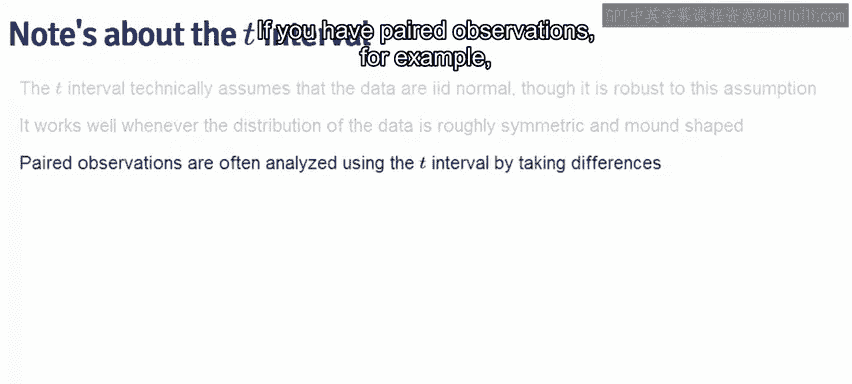 GPT中英字幕课程资源@bilibili.com
Note's about the t interval
If you have paired observations,
for example,
The t interval technically assumes that the data are iid normal, though it is robust to this assumption
It works well whenever the distribution of the data is roughly symmetric and mound shaped
Paired observations are often analyzed using the t interval by taking differences